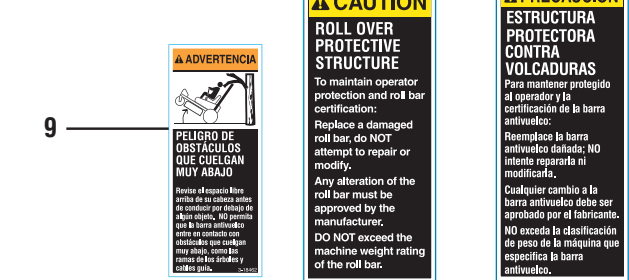 9
ADVERTENCIA
PELIGRO DE
OBSTÁCULOS
QUE CUELGAN
MUY ABAJO
Revise el espacio libre
arriba de su cabeza antes
de conducir por debajo de
algún objeto. NO permita
que la barra antivuelco
entre en contacto con
obstáculos que cuelgan
muy abajo, como las
ramas de los árboles y
cables guía.
3-18462
CAUTION
ROLL OVER
PROTECTIVE
STRUCTURE
To maintain operator
protection and roll bar
certification:
Replace a damaged
roll bar, do NOT
attempt to repair or
modify.
Any alteration of the
roll bar must be
approved by the
manufacturer.
DO NOT exceed the
machine weight rating
of the roll bar.
PRECAUCIÓN
ESTRUCTURA
PROTECTORA
CONTRA
VOLCADURAS
Para mantener protegido
al operador y la
certificación de la barra
antivuelco:
Reemplace la barra
antivuelco dañada; NO
intente repararla ni
modificarla.
Cualquier cambio a la
barra antivuelco debe ser
aprobado por el fabricante.
NO exceda la clasificación
de peso de la máquina que
especifica la barra
antivuelco.